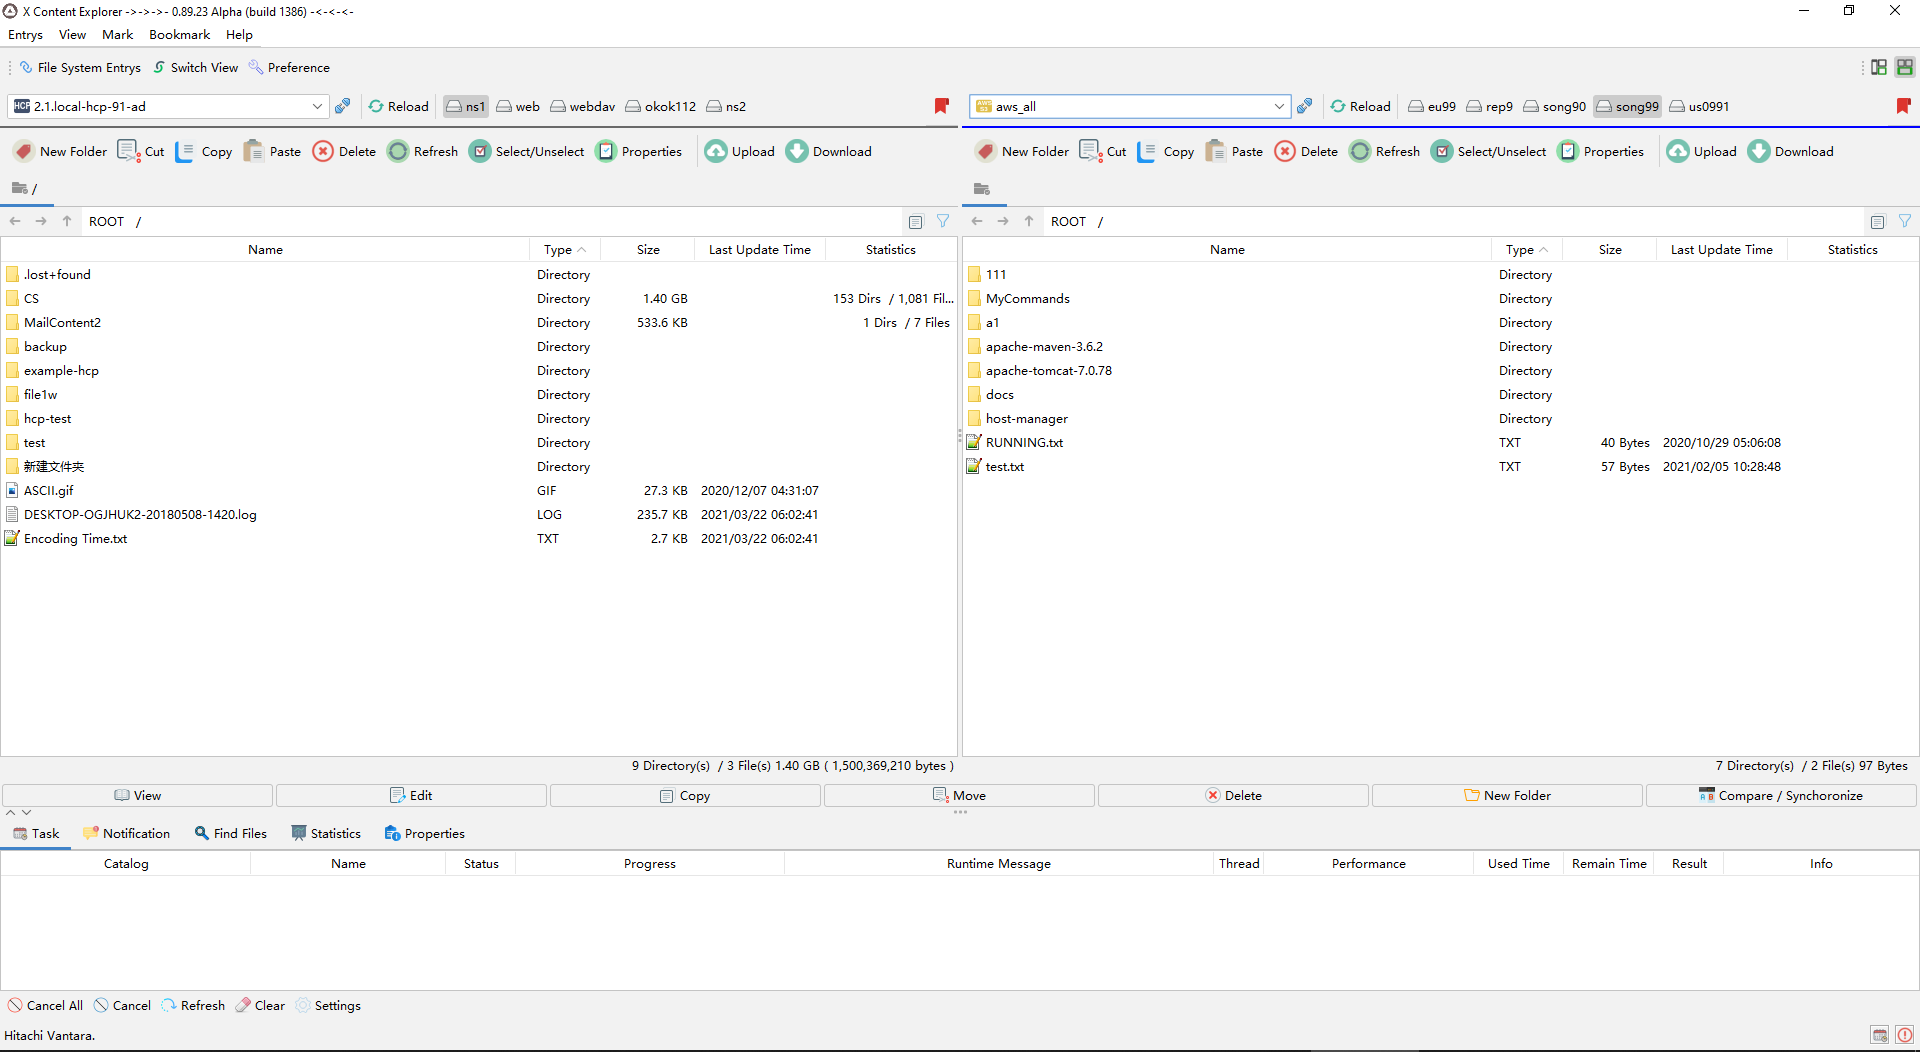 X Content Explorer ->->->- 0.89.23 Alpha (build 1386) -<-<-<-
Entrys View Mark Bookmark Help
File System Entrys Switch View Preference
HCP 2.1.local-hcp-91-ad Reload ns1 web webdav okok112 ns2
AWS S3 aws_all Reload eu99 rep9 song90 song99 us0991
New Folder Cut Copy Paste Delete Refresh Select/Unselect Properties Upload Download
New Folder Cut Copy Paste Delete Refresh Select/Unselect Properties Upload Download
/
ROOT /
ROOT /
Name Type Size Last Update Time Statistics
.lost+found Directory
CS Directory 1.40 GB 153 Dirs / 1,081 Fil...
MailContent2 Directory 533.6 KB 1 Dirs / 7 Files
backup Directory
example-hcp Directory
file1w Directory
hcp-test Directory
test Directory
新建文件夹 Directory
ASCII.gif GIF 27.3 KB 2020/12/07 04:31:07
DESKTOP-OGJHUK2-20180508-1420.log LOG 235.7 KB 2021/03/22 06:02:41
Encoding Time.txt TXT 2.7 KB 2021/03/22 06:02:41
9 Directory(s) / 3 File(s) 1.40 GB ( 1,500,369,210 bytes )
Name Type Size Last Update Time Statistics
111 Directory
MyCommands Directory
a1 Directory
apache-maven-3.6.2 Directory
apache-tomcat-7.0.78 Directory
docs Directory
host-manager Directory
RUNNING.txt TXT 40 Bytes 2020/10/29 05:06:08
test.txt TXT 57 Bytes 2021/02/05 10:28:48
7 Directory(s) / 2 File(s) 97 Bytes
View Edit Copy Move Delete New Folder Compare / Synchoronize
Task Notification Find Files Statistics Properties
Catalog Name Status Progress Runtime Message Thread Performance Used Time Remain Time Result Info
Cancel All Cancel Refresh Clear Settings
Hitachi Vantara.